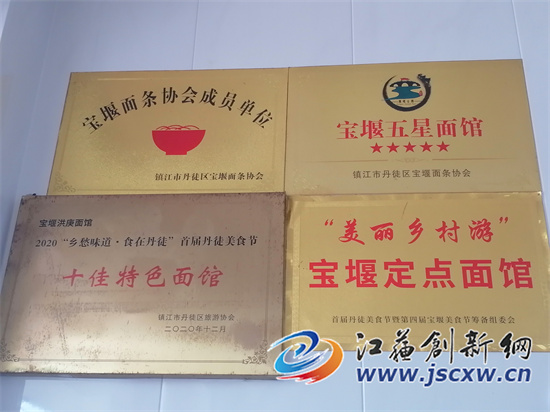 宝堰面条协会成员单位
镇江市丹徒区宝堰面条协会
宝堰五星面馆
镇江市丹徒区宝堰面条协会
宝堰洪庚面馆
2020“乡愁味道·食在丹徒”首届丹徒美食节
十佳特色面馆
镇江市丹徒区旅游协会
二〇二〇年十二月
“美丽乡村游”
宝堰定点面馆
首届丹徒美食节暨第四届宝堰美食节筹备组委会
江苏创新网
www.jscxw.cn